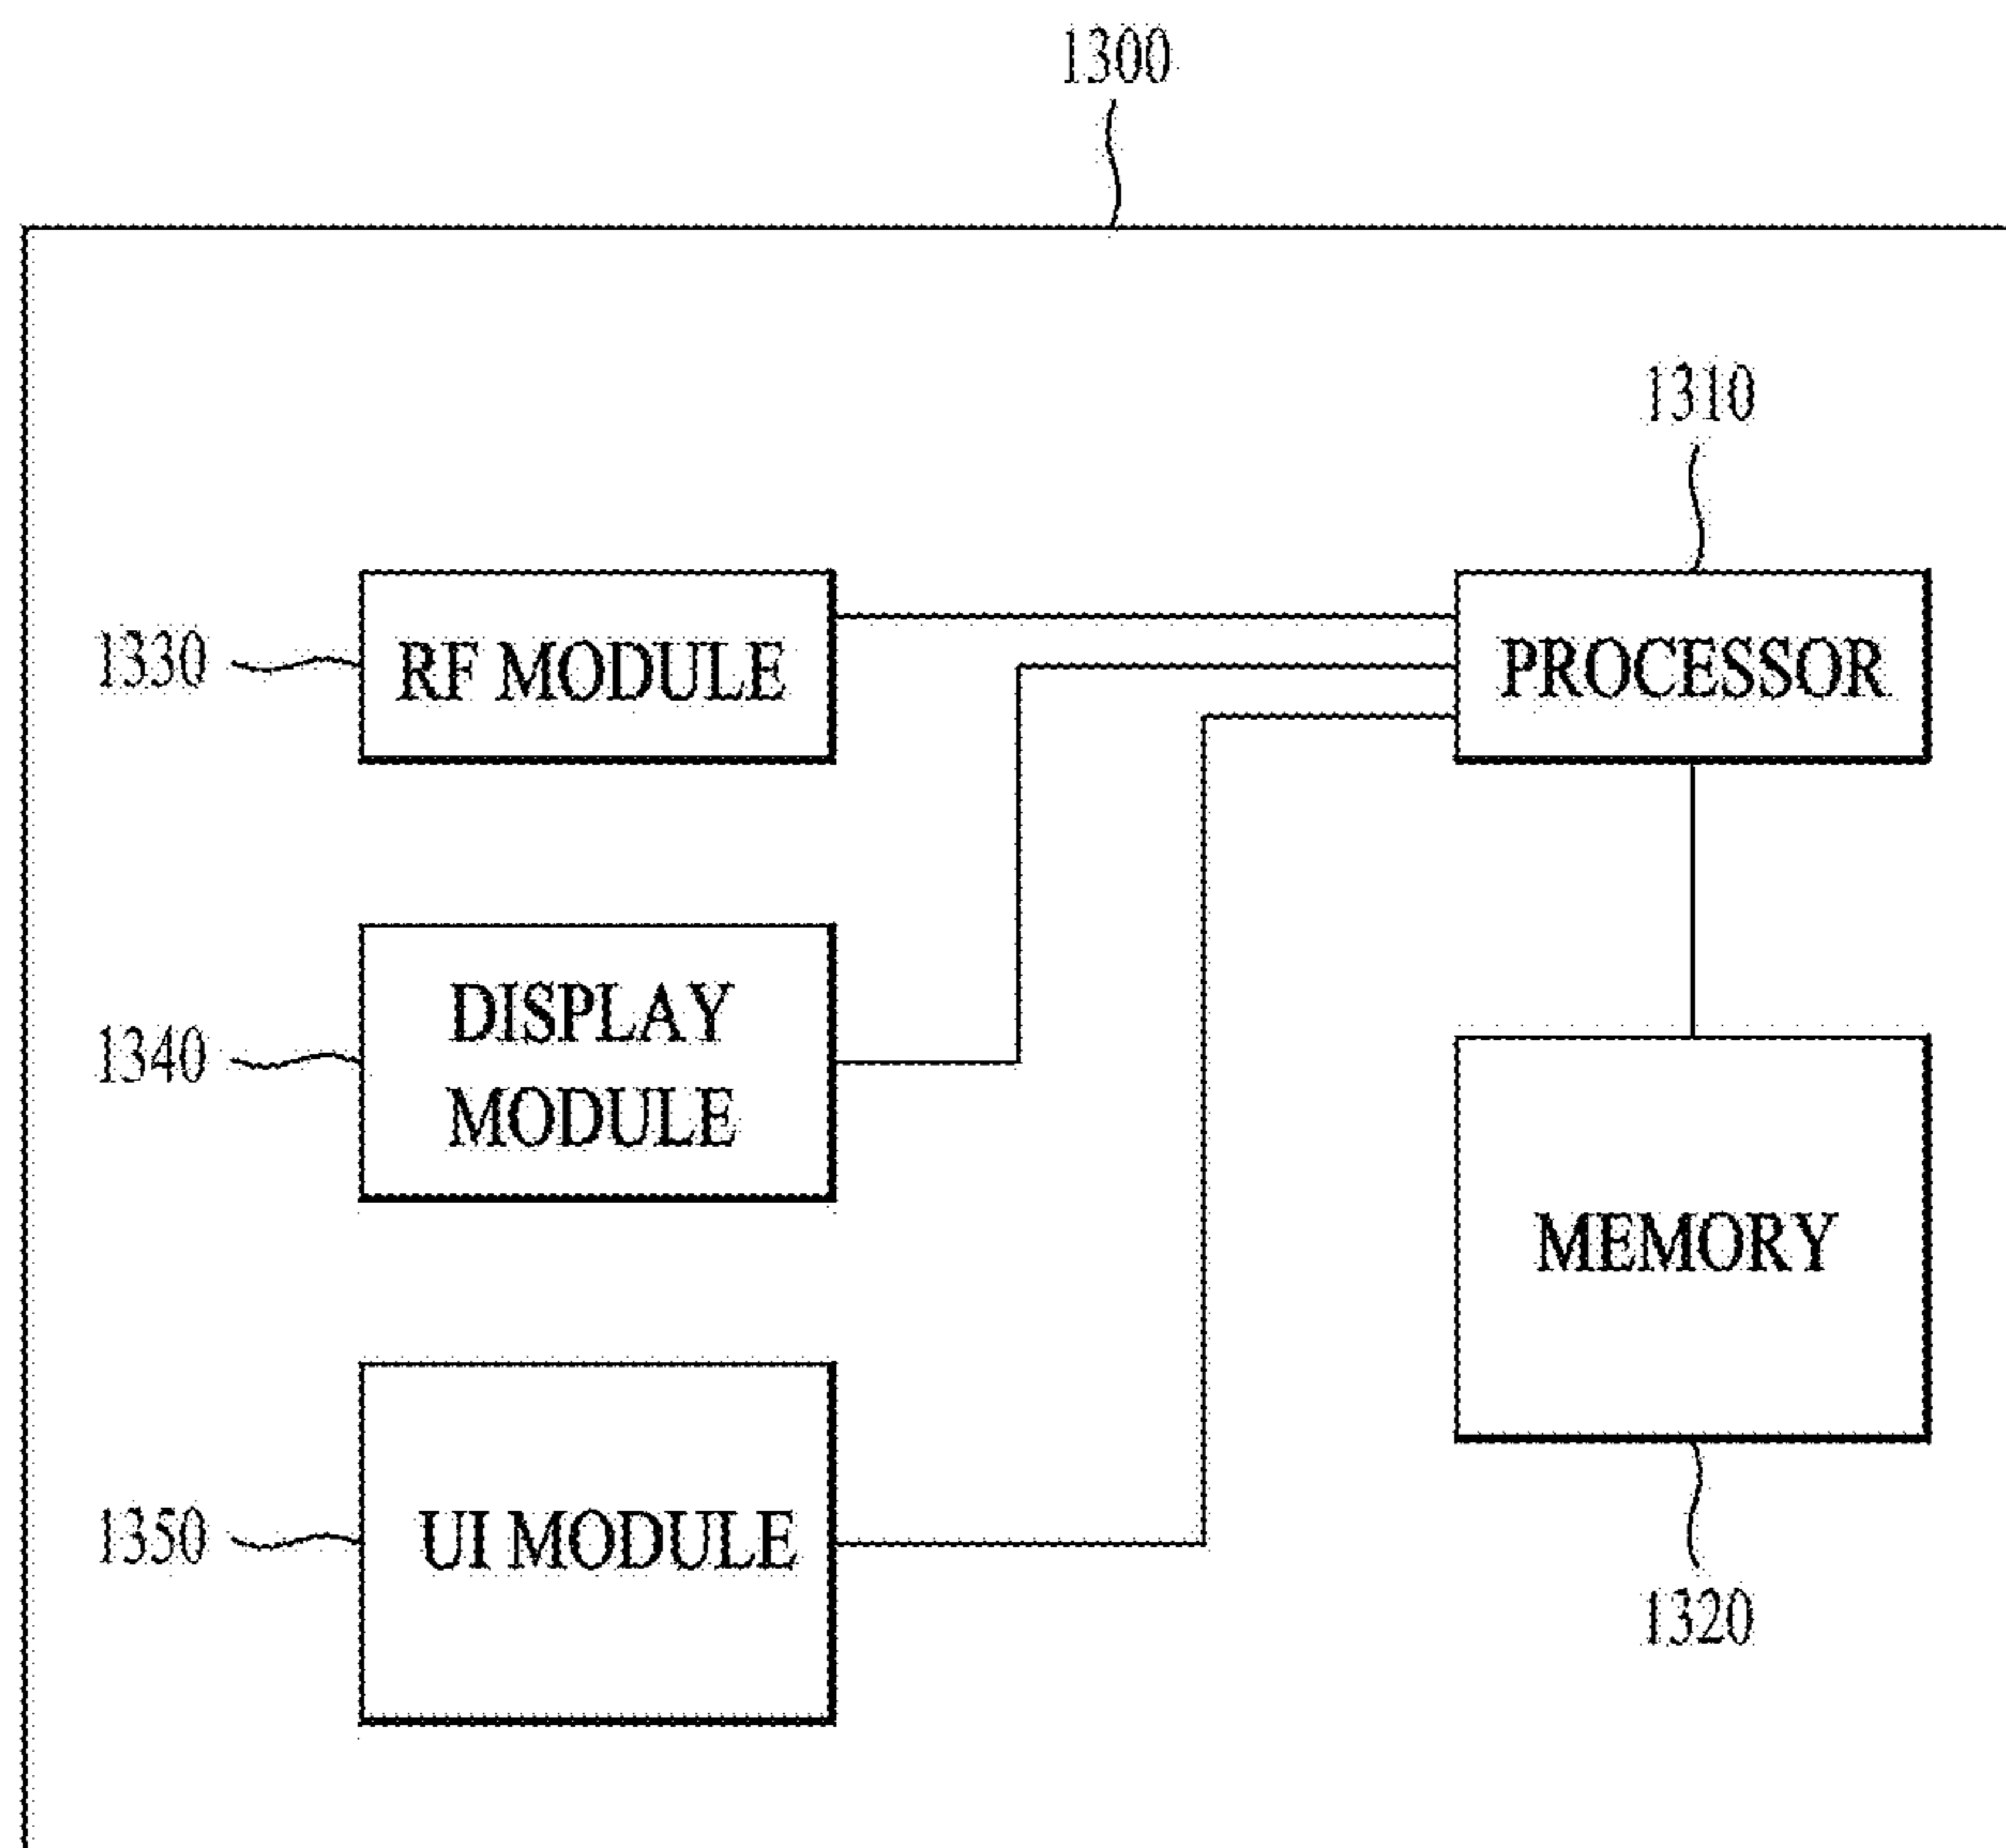 1300
1310
1330
RF MODULE
PROCESSOR
1340
DISPLAY
MODULE
MEMORY
1350
UI MODULE
1320